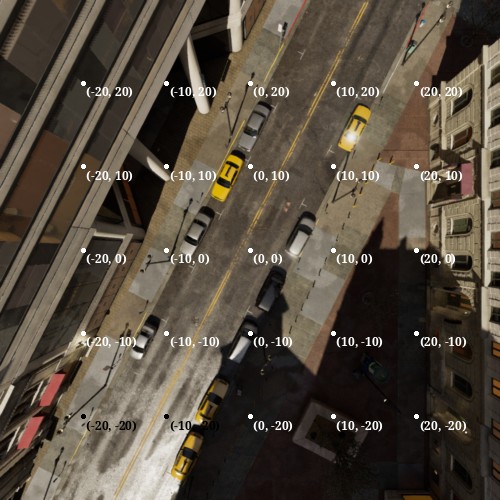 (-20, 20) (-10, 20) (0, 20) (10, 20) (20, 20)
(-20, 10) (-10, 10) (0, 10) (10, 10) (20, 10)
(-20, 0) (-10, 0) (0, 0) (10, 0) (20, 0)
(-20, -10) (-10, -10) (0, -10) (10, -10) (20, -10)
(-20, -20) (-10, -20) (0, -20) (10, -20) (20, -20)